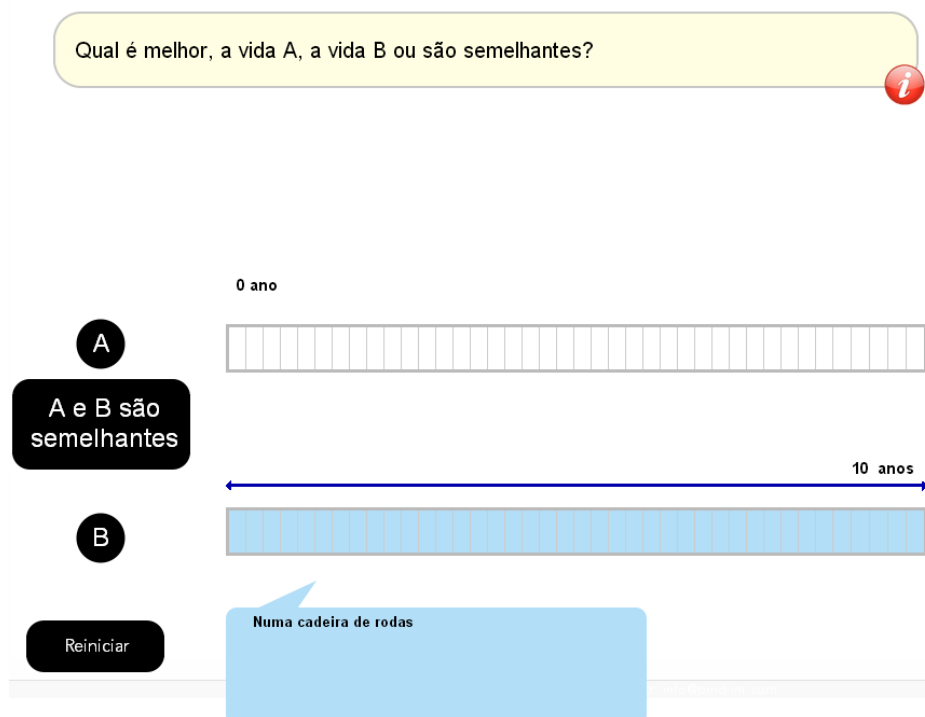 Qual é melhor, a vida A, a vida B ou são semelhantes?
i
0 ano
A
A e B são
semelhantes
10 anos
B
Numa cadeira de rodas
Reiniciar